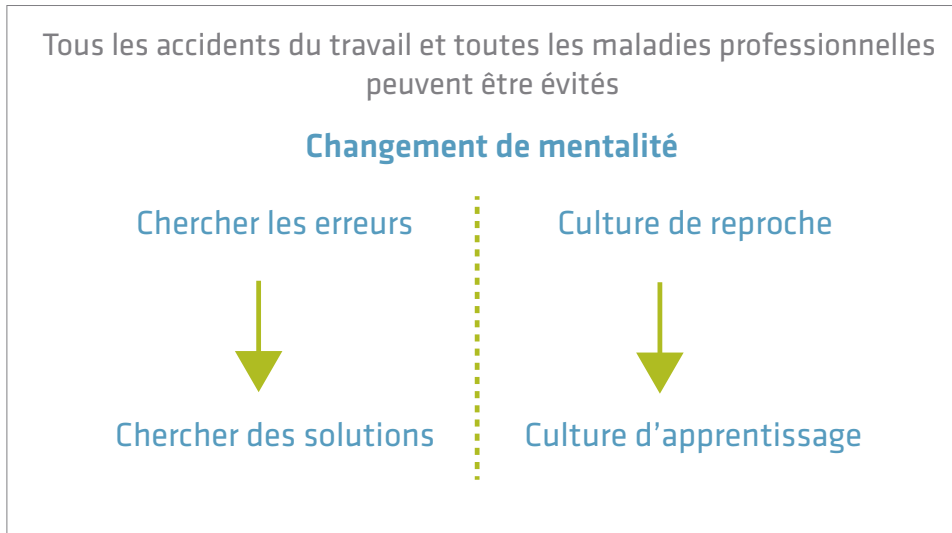 Tous les accidents du travail et toutes les maladies professionnelles
peuvent être évités
Changement de mentalité
Chercher les erreurs
Culture de reproche
Chercher des solutions
Culture d’apprentissage